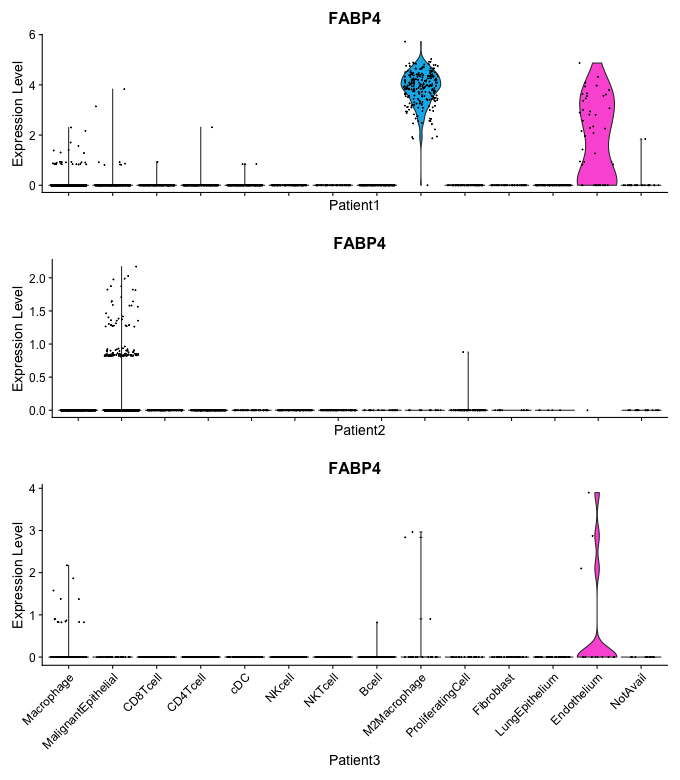 FABP4
Expression Level
6
4
2
0
Patient1
FABP4
Expression Level
2.0
1.5
1.0
0.5
0.0
Patient2
FABP4
Expression Level
4
3
2
1
0
Macrophage
MalignantEpithelial
CD8Tcell
CD4Tcell
cDC
NKcell
NKTcell
Bcell
M2Macrophage
ProliferatingCell
Fibroblast
LungEpithelium
Endothelium
NotAvail
Patient3